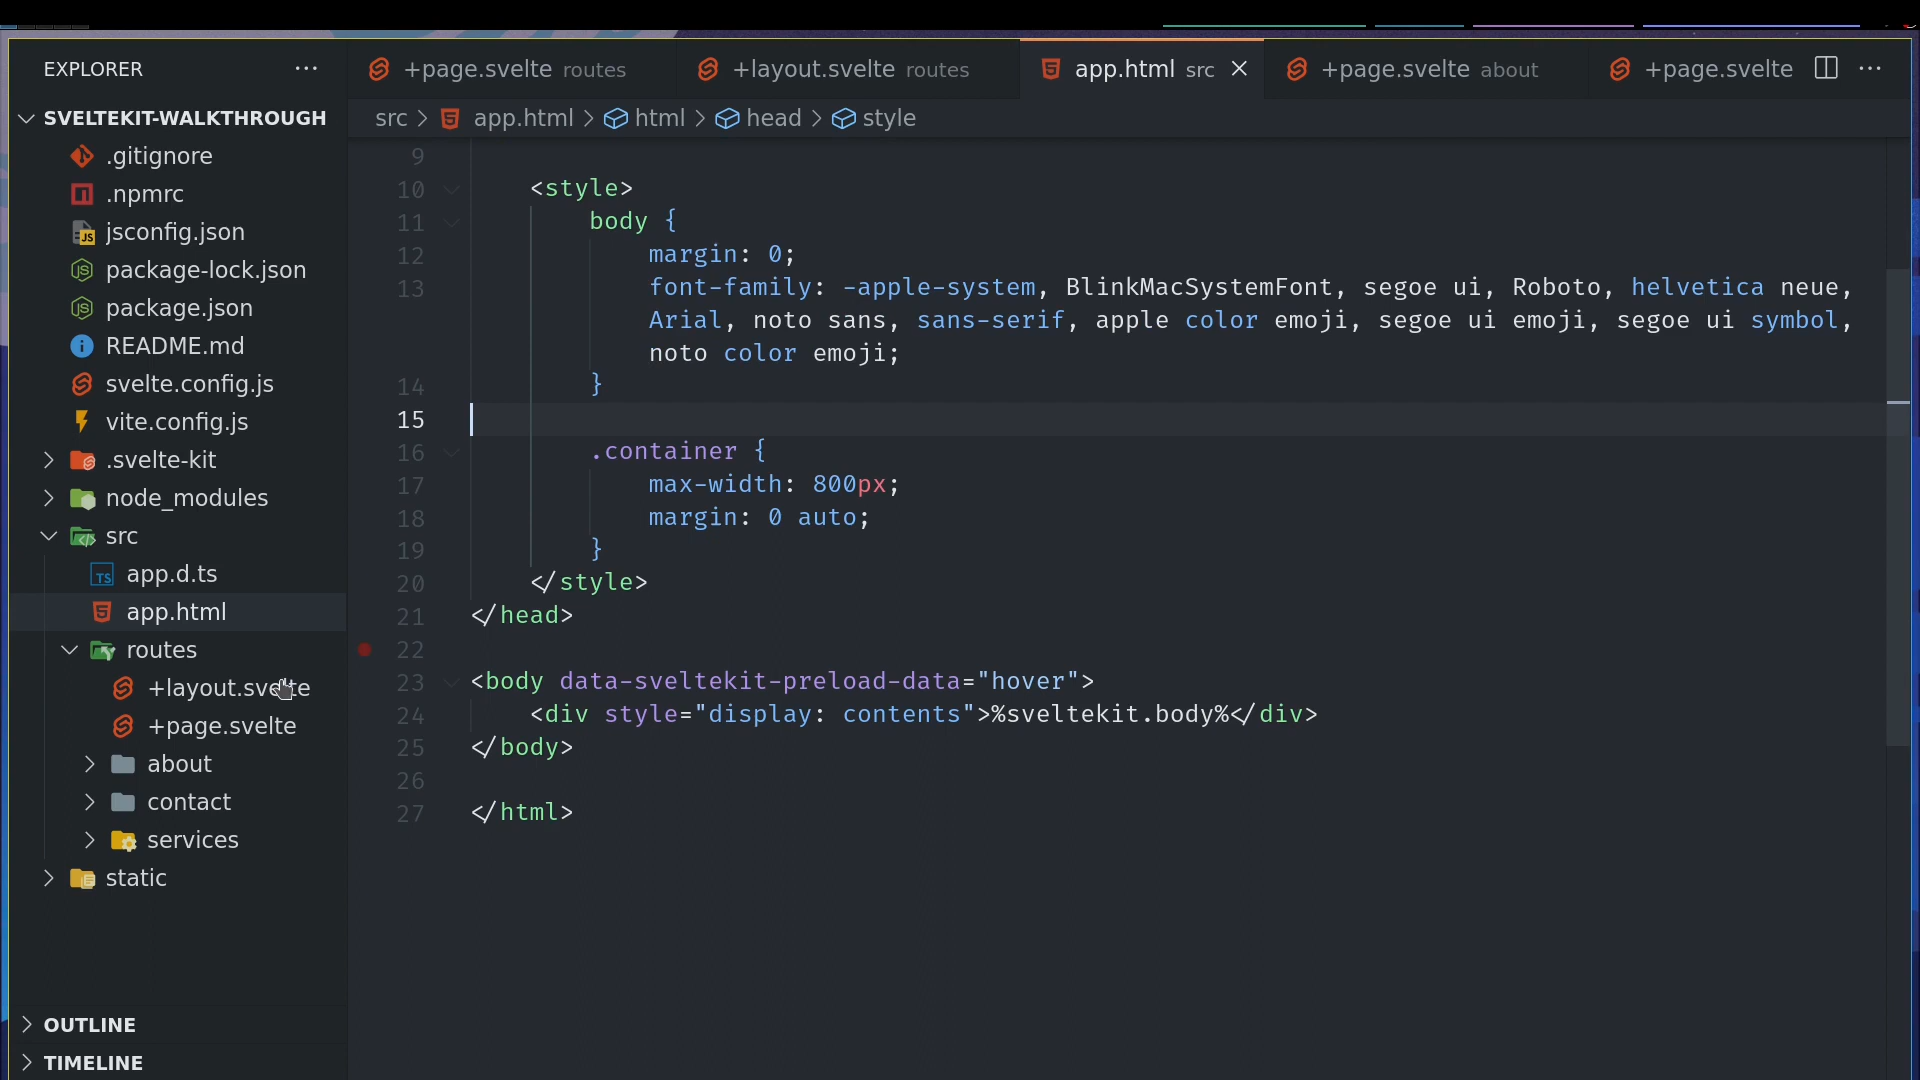 EXPLORER
SVELTEKIT-WALKTHROUGH
.gitignore
.npmrc
jsconfig.json
package-lock.json
package.json
README.md
svelte.config.js
vite.config.js
.svelte-kit
node_modules
src
app.d.ts
app.html
routes
+layout.svelte
+page.svelte
about
contact
services
static
OUTLINE
TIMELINE
+page.svelte routes
+layout.svelte routes
app.html src
+page.svelte about
+page.svelte
src > app.html > html > head > style
9
10 <style>
11 body {
12 margin: 0;
13 font-family: -apple-system, BlinkMacSystemFont, segoe ui, Roboto, helvetica neue,
Arial, noto sans, sans-serif, apple color emoji, segoe ui emoji, segoe ui symbol,
noto color emoji;
14 }
15
16 .container {
17 max-width: 800px;
18 margin: 0 auto;
19 }
20 </style>
21 </head>
22
23 <body data-sveltekit-preload-data="hover">
24 <div style="display: contents">%sveltekit.body%</div>
25 </body>
26
27 </html>